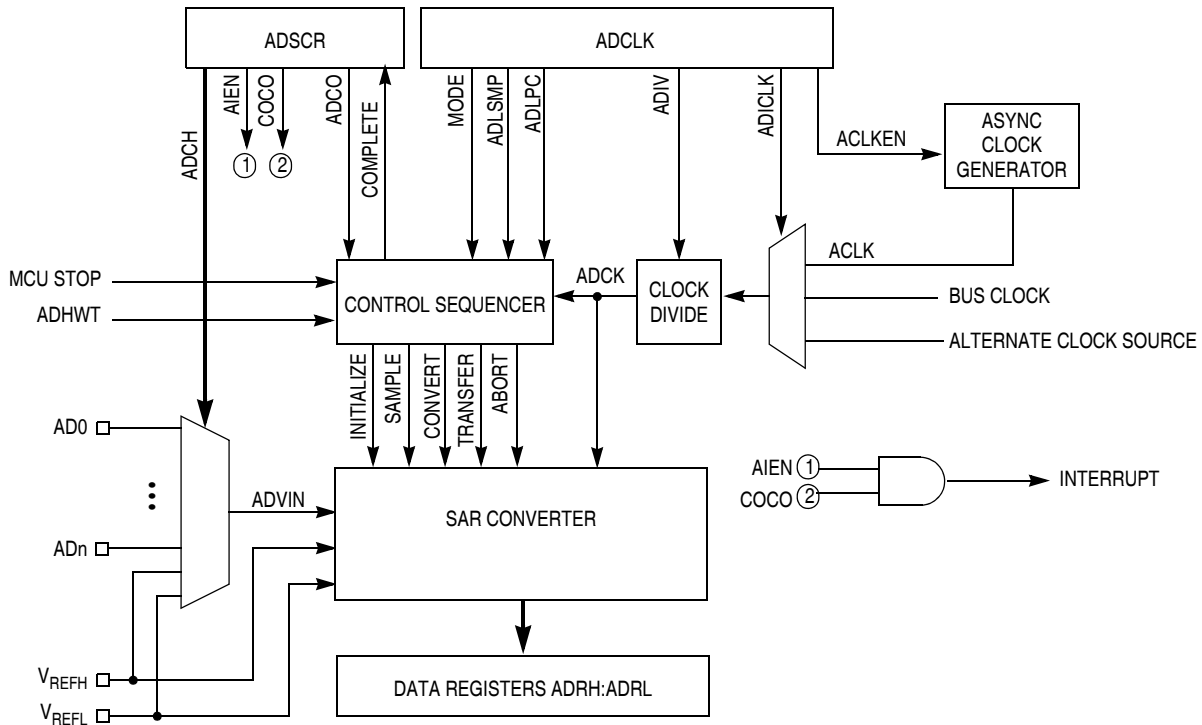 ADSCR
ADCLK
ADCH
AIEN
COCO
ADCO
COMPLETE
MODE
ADLSMP
ADLPC
ADIV
ADICLK
ACLKEN
ASYNC
CLOCK
GENERATOR
1
2
MCU STOP
ADHWT
CONTROL SEQUENCER
ADCK
CLOCK
DIVIDE
ACLK
BUS CLOCK
ALTERNATE CLOCK SOURCE
INITIALIZE
SAMPLE
CONVERT
TRANSFER
ABORT
AD0
•••
ADn
ADVIN
SAR CONVERTER
AIEN 1
COCO 2
INTERRUPT
VREFH
VREFL
DATA REGISTERS ADRH:ADRL